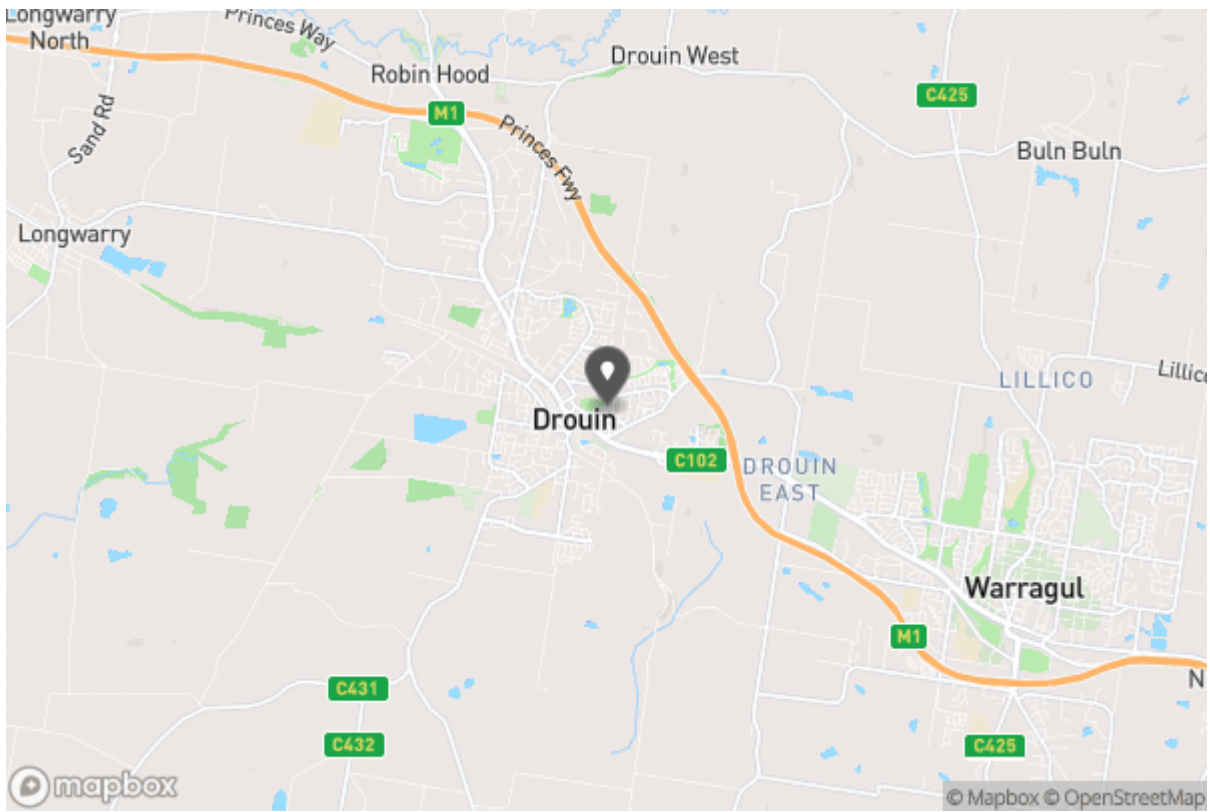 Longwarry
North
Princes Way
Drouin West
Robin Hood
C425
M1
Sand Rd
Princes Fwy
Buln Buln
Longwarry
LILLICO
Lillico
Drouin
C102
DROUIN
EAST
Warragul
M1
C431
N
C432
C425
mapbox
© Mapbox © OpenStreetMap